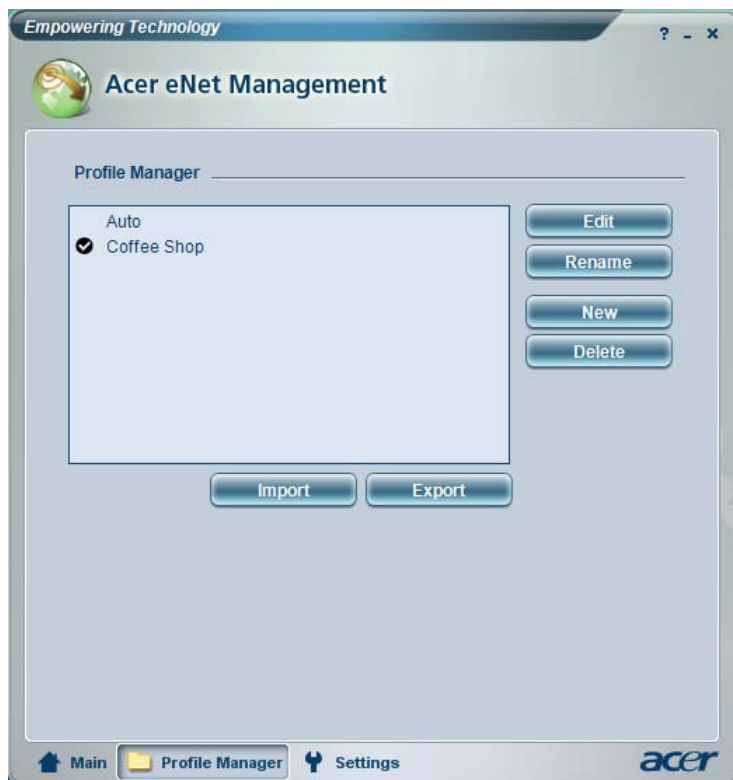 Empowering Technology
? - x
Acer eNet Management
Profile Manager
Auto
Coffee Shop
Edit
Rename
New
Delete
Import Export
Main Profile Manager Settings acer